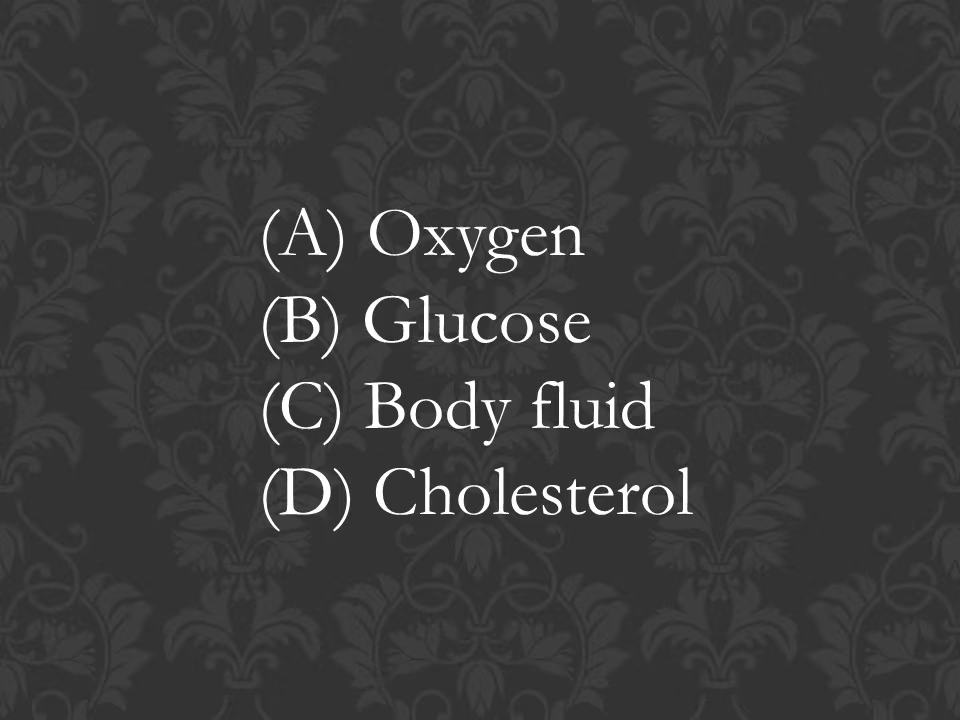 (A) Oxygen
(B) Glucose
(C) Body fluid
(D) Cholesterol